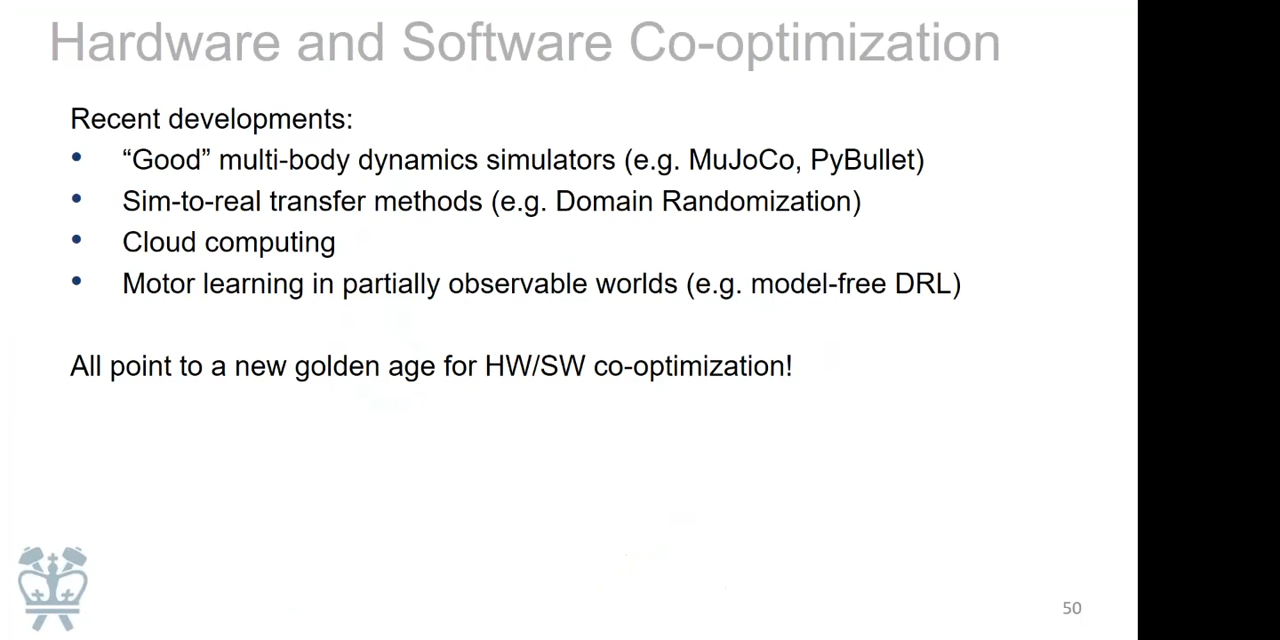 Hardware and Software Co-optimization
Recent developments:
• “Good” multi-body dynamics simulators (e.g. MuJoCo, PyBullet)
• Sim-to-real transfer methods (e.g. Domain Randomization)
• Cloud computing
• Motor learning in partially observable worlds (e.g. model-free DRL)
All point to a new golden age for HW/SW co-optimization!
50